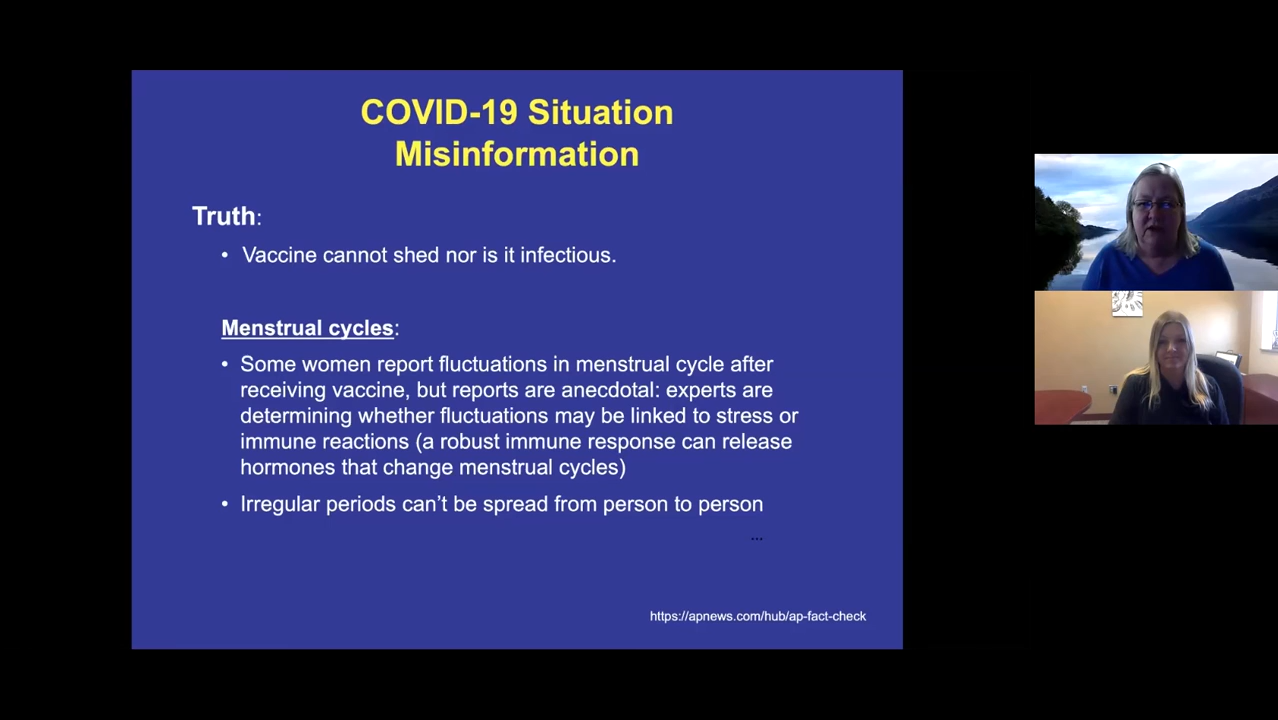 COVID-19 Situation
Misinformation
Truth:
• Vaccine cannot shed nor is it infectious.
Menstrual cycles:
• Some women report fluctuations in menstrual cycle after
receiving vaccine, but reports are anecdotal: experts are
determining whether fluctuations may be linked to stress or
immune reactions (a robust immune response can release
hormones that change menstrual cycles)
• Irregular periods can’t be spread from person to person
...
https://apnews.com/hub/ap-fact-check